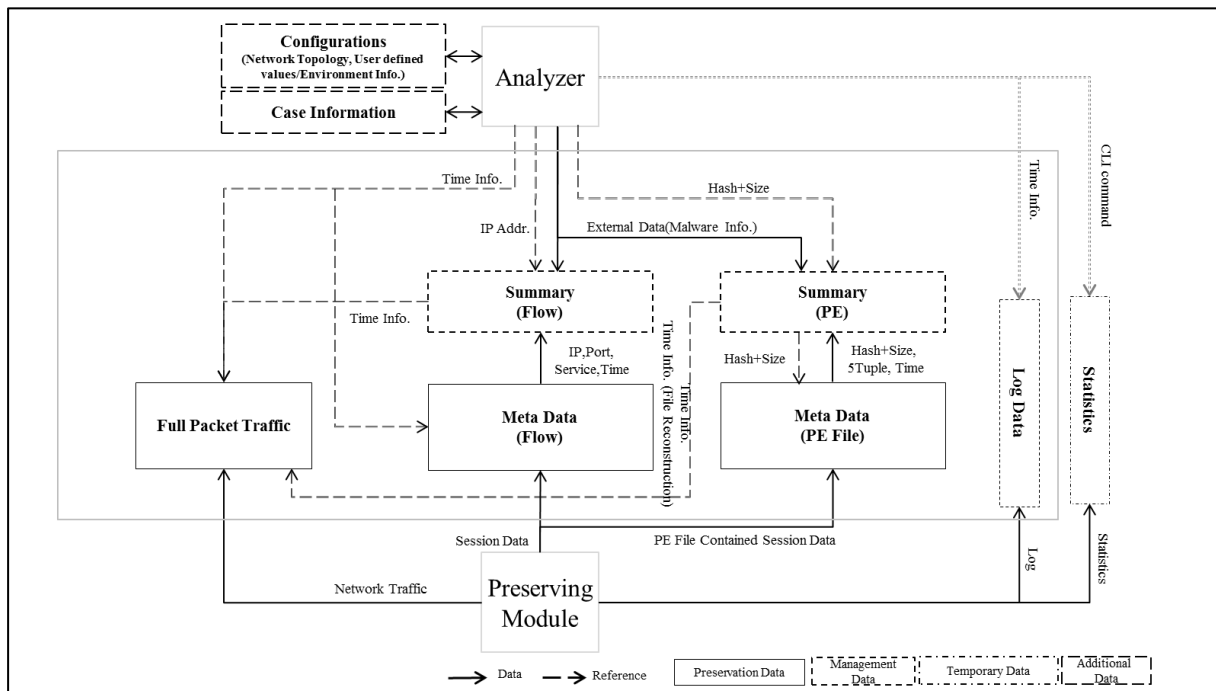 Configurations
(Network Topology, User defined
values/Environment Info.)
Case Information
Analyzer
Time Info.
IP Addr.
External Data(Malware Info.)
Hash+Size
Time Info.
CLI command
Summary
(Flow)
Summary
(PE)
Time Info.
IP,Port,
Service,Time
Time Info. (File Reconstruction)
Time Info.
Hash+Size
Hash+Size,
5Tuple, Time
Full Packet Traffic
Meta Data
(Flow)
Meta Data
(PE File)
Log Data
Statistics
Session Data
PE File Contained Session Data
Log
Statistics
Network Traffic
Preserving
Module
Data
Reference
Preservation Data
Management
Data
Temporary Data
Additional
Data